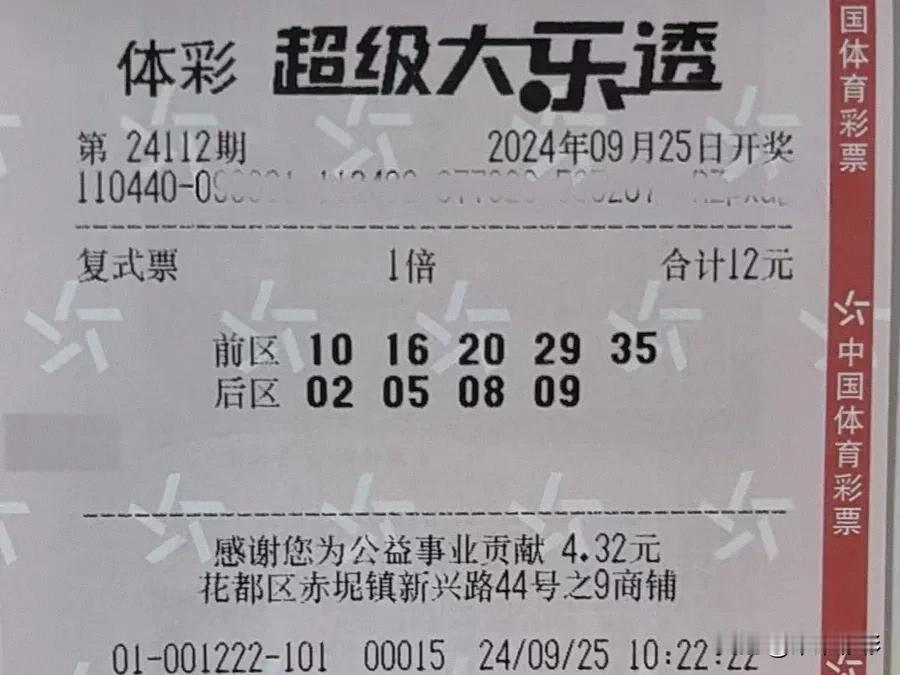 体彩 超级大乐透
第 24112期 2024年09月25日开奖
110440-0
复式票 1倍 合计12元
前区 10 16 20 29 35
后区 02 05 08 09
感谢您为公益事业贡献 4.32元
花都区赤坭镇新兴路44号之9商铺
01-001222-101 00015 24/09/25 10:22:22
国体育彩票
中国体育彩票